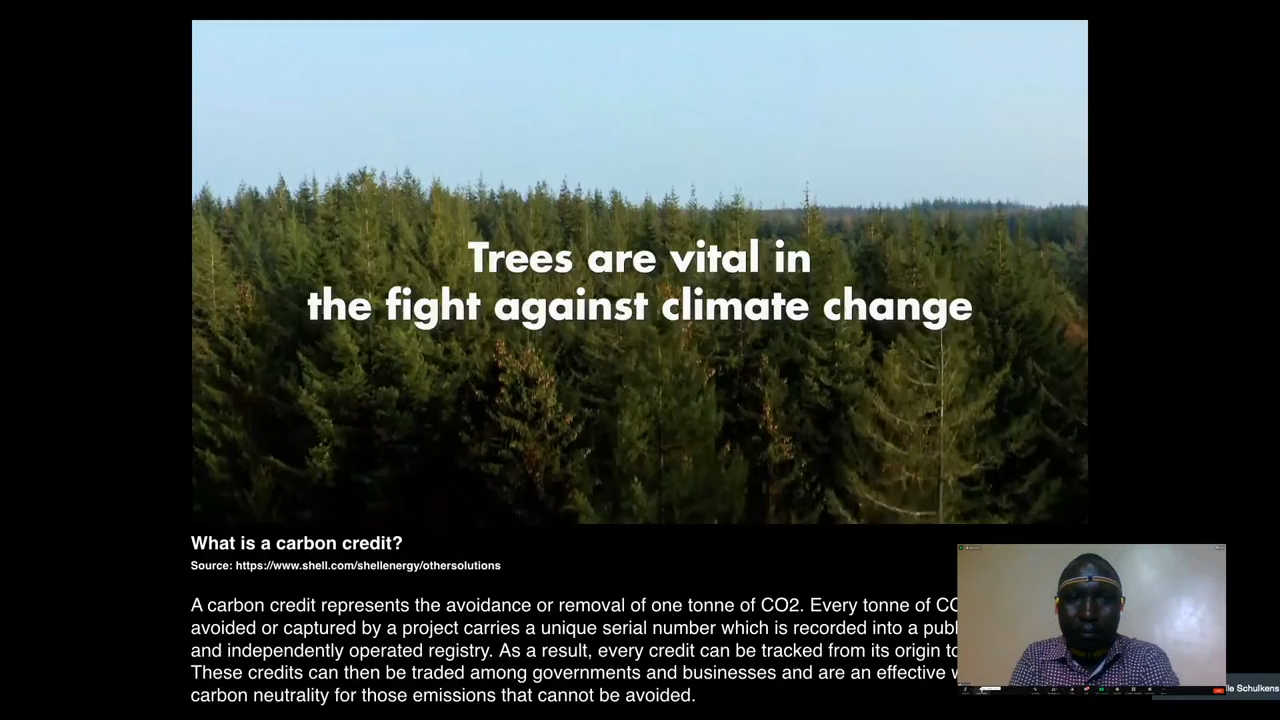 Trees are vital in
the fight against climate change
What is a carbon credit?
Source: https://www.shell.com/shellenergy/othersolutions
A carbon credit represents the avoidance or removal of one tonne of CO2. Every tonne of
avoided or captured by a project carries a unique serial number which is recorded into a
and independently operated registry. As a result, every credit can be tracked from its origin
These credits can then be traded among governments and businesses and are an effective
carbon neutrality for those emissions that cannot be avoided.
Schulkens